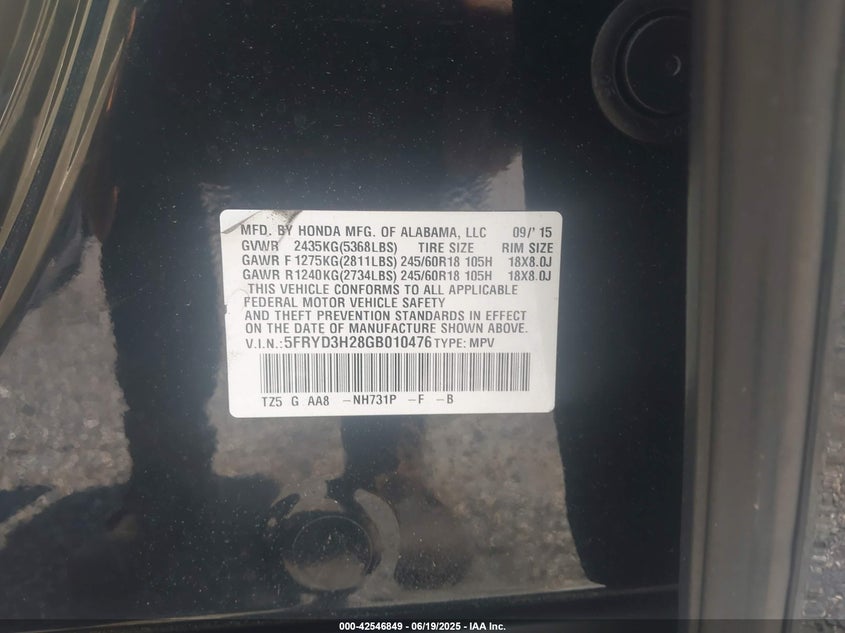 MFD. BY HONDA MFG. OF ALABAMA, LLC 09/'15
GVWR 2435KG(5368LBS) TIRE SIZE RIM SIZE
GAWR F 1275KG(2811LBS) 245/60R18 105H 18X8.0J
GAWR R1240KG(2734LBS) 245/60R18 105H 18X8.0J
THIS VEHICLE CONFORMS TO ALL APPLICABLE
FEDERAL MOTOR VEHICLE SAFETY
AND THEFT PREVENTION STANDARDS IN EFFECT
ON THE DATE OF MANUFACTURE SHOWN ABOVE.
V.I.N.: 5FRYD3H28GB010476 TYPE: MPV
TZ5 G AA8 -NH731P -F -B
000-42546849 - 06/19/2025 - IAA Inc.